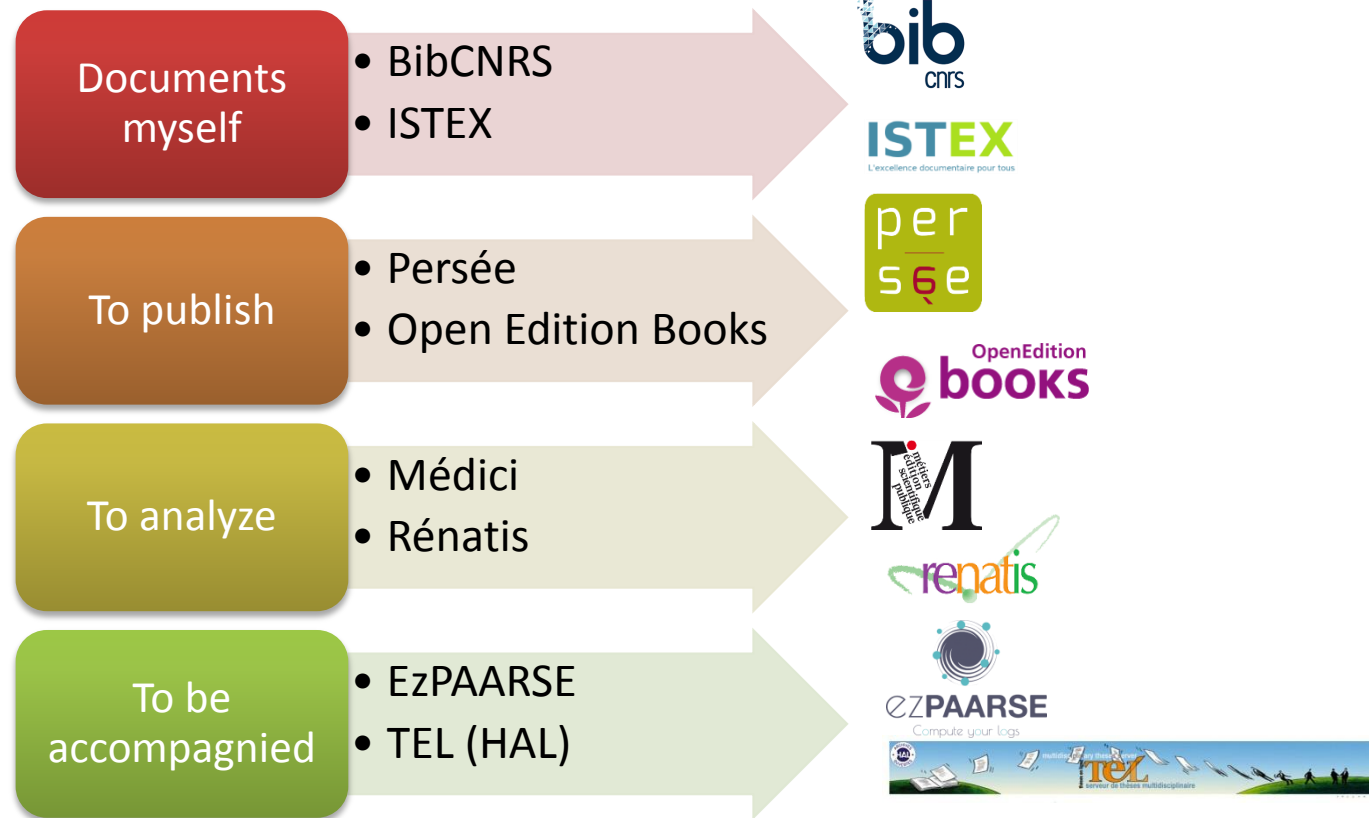 Documents
myself
• BibCNRS
• ISTEX
bib
cnrs
ISTEX
L'excellence documentaire pour tous
To publish
• Persée
• Open Edition Books
per
sée
OpenEdition
books
To analyze
• Médici
• Rénatis
M
métiers
édition
scientifique
publique
renatis
To be
accompagnied
• EzPAARSE
• TEL (HAL)
ezPAARSE
Compute your logs
HAL
TEL
serveur de thèses multidisciplinaire